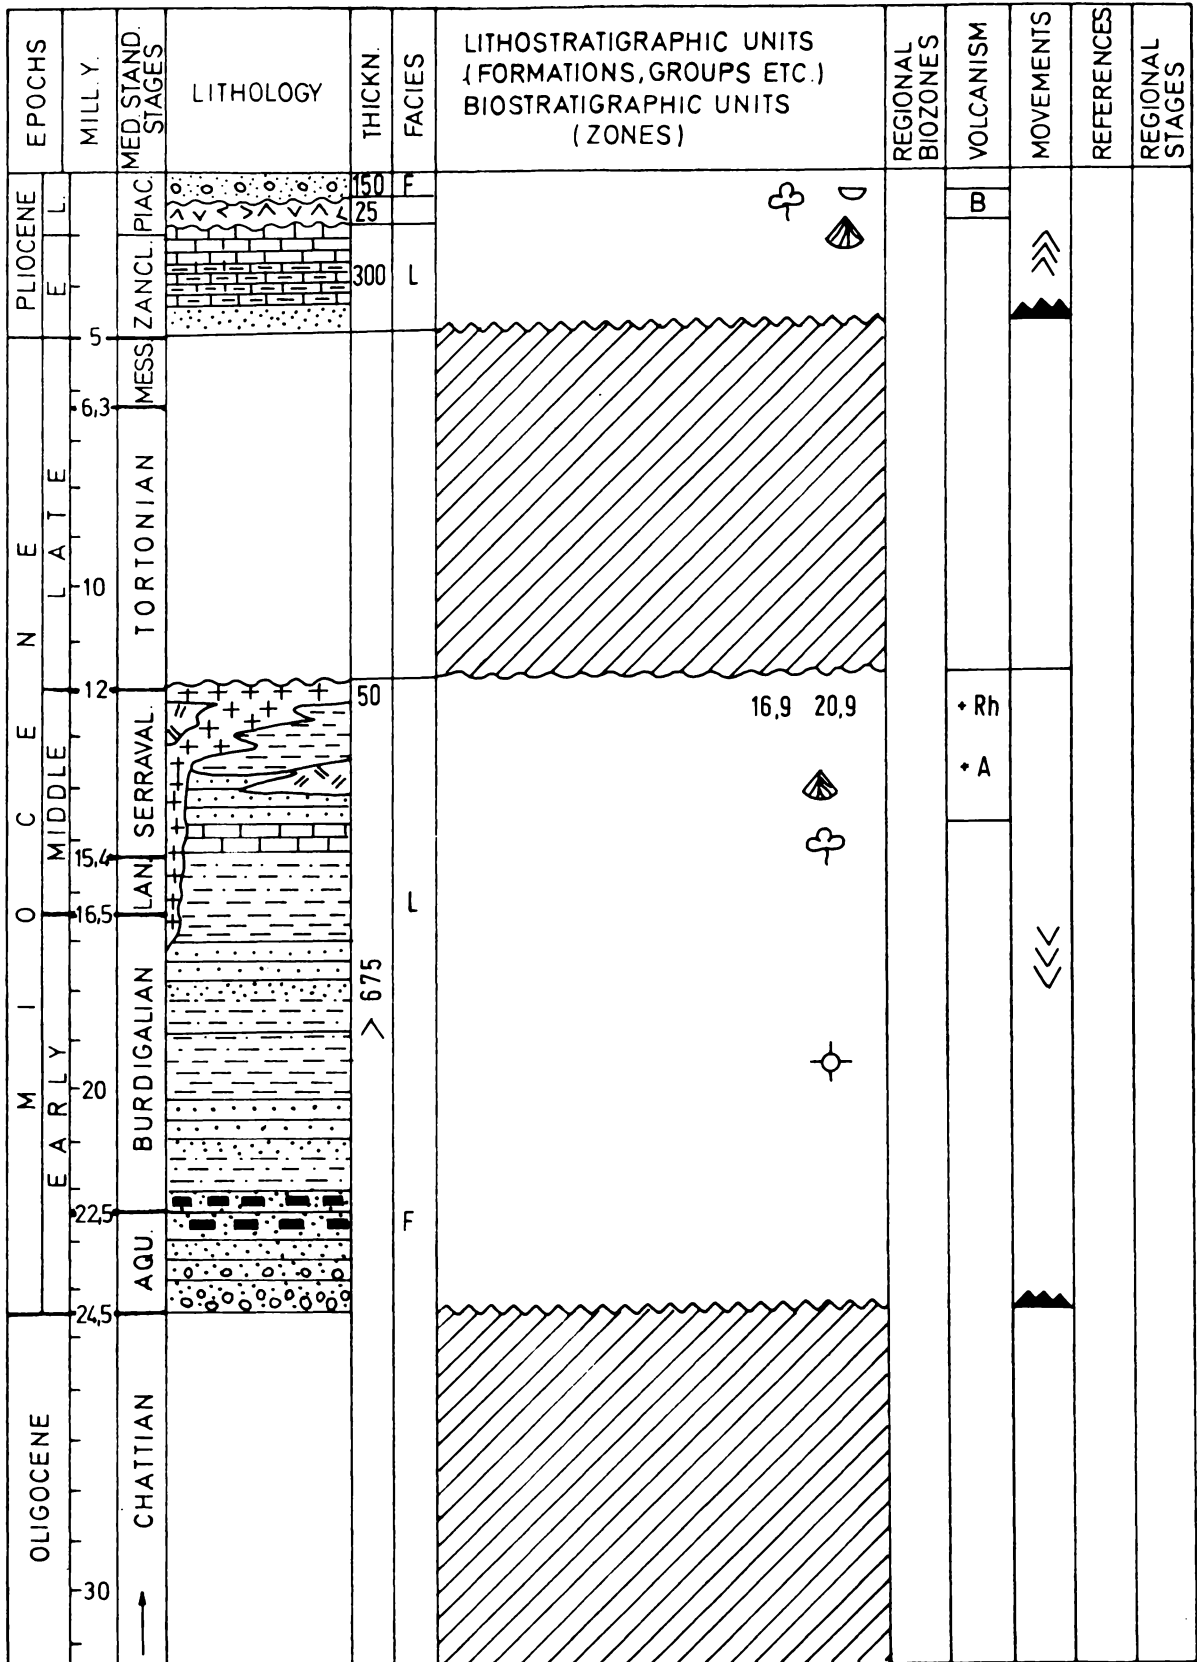 EPOCHS
MILL.Y.
MED.STAND.
STAGES
LITHOLOGY
THICKN.
FACIES
LITHOSTRATIGRAPHIC UNITS
(FORMATIONS, GROUPS ETC.)
BIOSTRATIGRAPHIC UNITS
(ZONES)
REGIONAL
BIOZONES
VOLCANISM
MOVEMENTS
REFERENCES
REGIONAL
STAGES
PLIOCENE
L.
E
PIAC.
ZANCL.
150
F
25
300
L
B
5
MESS.
6,3
MIOCENE
LATE
TORTONIAN
10
12
50
16,9 20,9
+ Rh
+ A
MIDDLE
SERRAVAL.
15,4
LAN.
16,5
L
> 675
EARLY
BURDIGALIAN
20
22,5
F
AQU.
24,5
OLIGOCENE
CHATTIAN
30